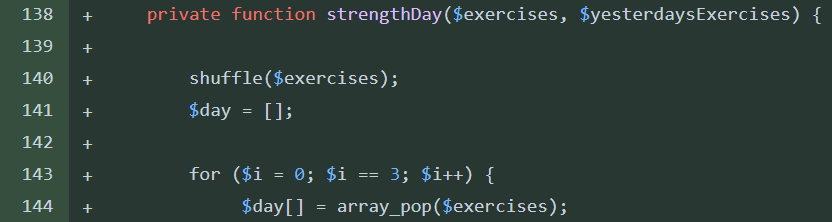 138 + private function strengthDay($exercises, $yesterdaysExercises) {
139 +
140 + shuffle($exercises);
141 + $day = [];
142 +
143 + for ($i = 0; $i == 3; $i++) {
144 + $day[] = array_pop($exercises);